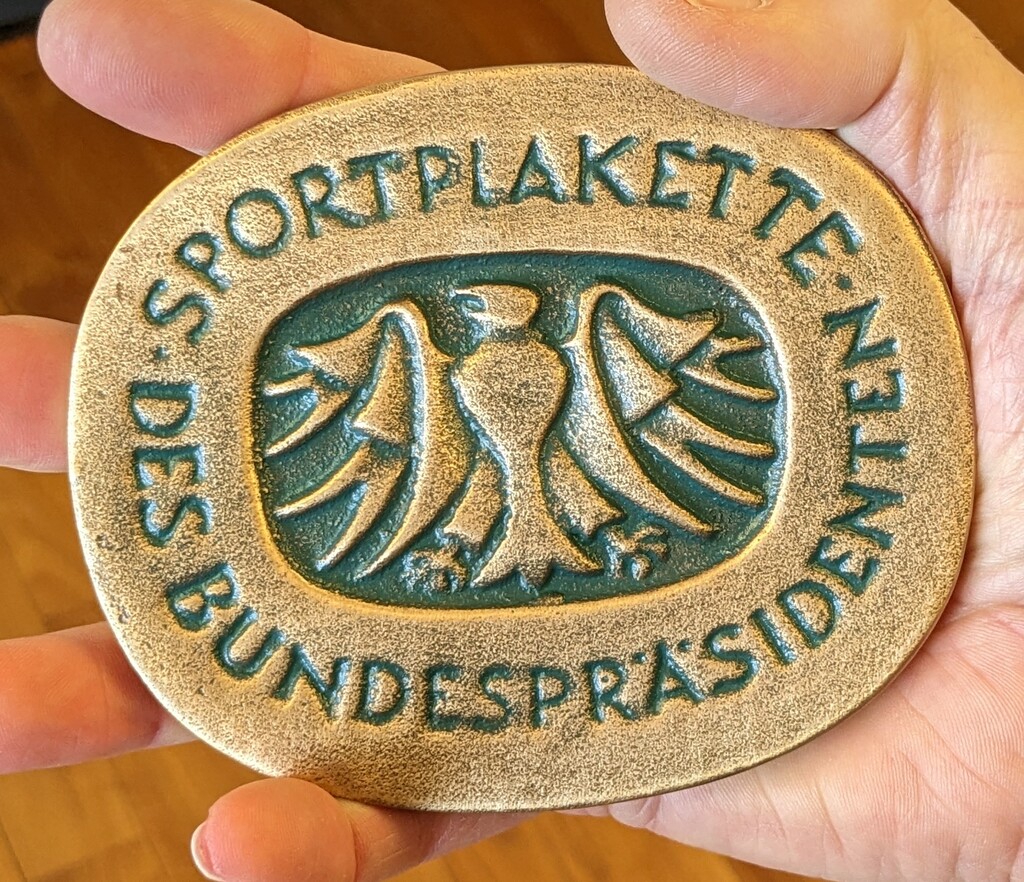 · SPORTPLAKETTE ·
DES BUNDESPRÄSIDENTEN